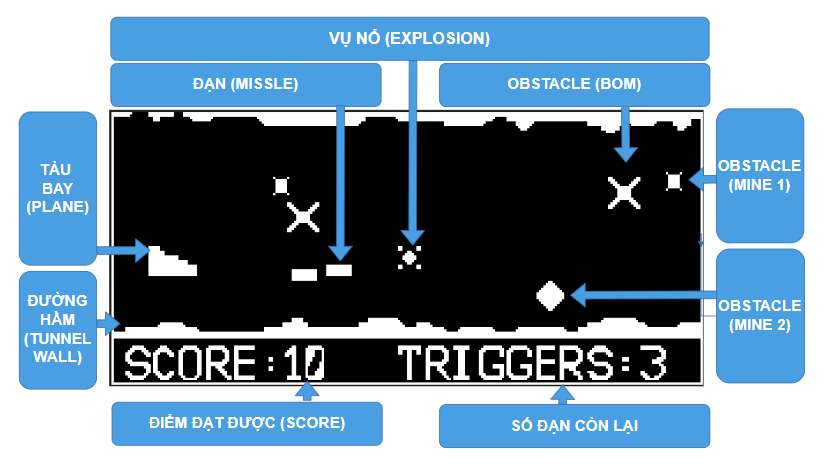 VỤ NỔ (EXPLOSION)
ĐẠN (MISSLE)
OBSTACLE (BOM)
TÀU
BAY
(PLANE)
OBSTACLE
(MINE 1)
ĐƯỜNG
HẦM
(TUNNEL
WALL)
OBSTACLE
(MINE 2)
SCORE:10 TRIGGERS:3
ĐIỂM ĐẠT ĐƯỢC (SCORE)
SỐ ĐẠN CÒN LẠI